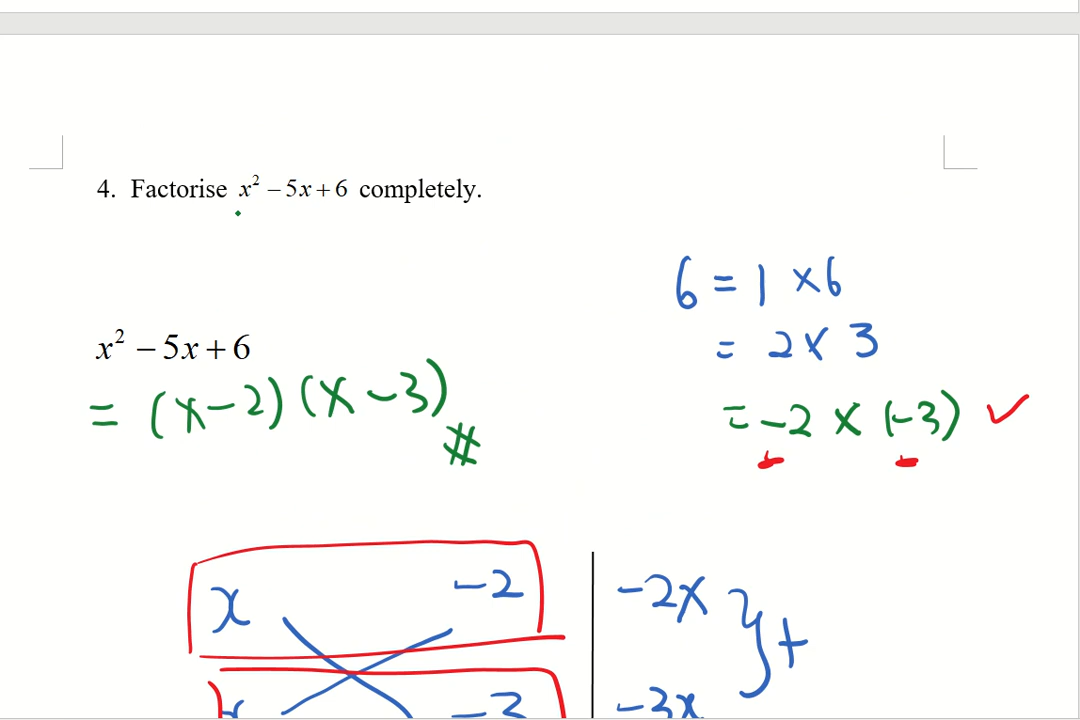 4. Factorise x² − 5x + 6 completely.
6 = 1 × 6
= 2 × 3
x² − 5x + 6
= (x−2)(x−3) #
= −2 × (−3) ✓
x −2 −2x
+
−3 −3x